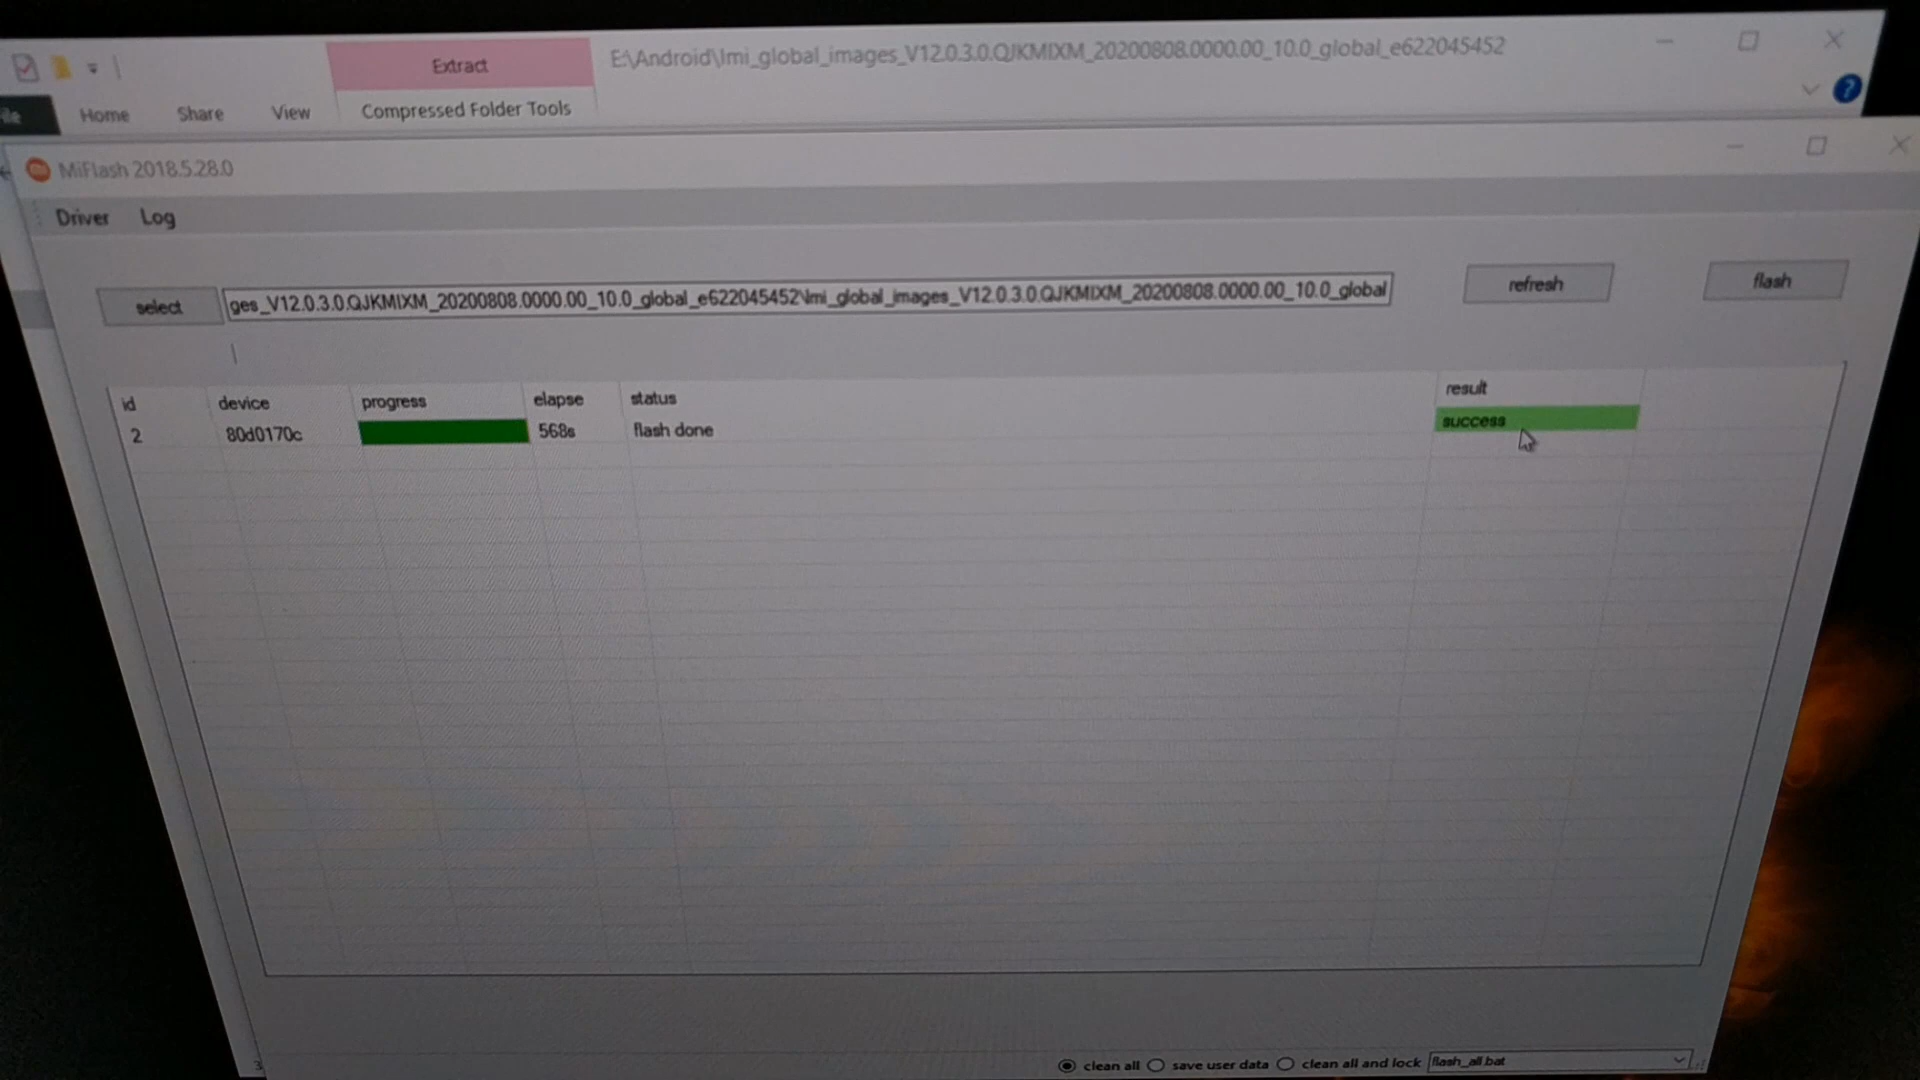 Extract
E:\Android\lmi_global_images_V12.0.3.0.QJKMIXM_20200808.0000.00_10.0_global_e622045452
Home
Share
View
Compressed Folder Tools
?
MiFlash 2018.5.28.0
Driver
Log
select
ges_V12.0.3.0.QJKMIXM_20200808.0000.00_10.0_global_e622045452\lmi_global_images_V12.0.3.0.QJKMIXM_20200808.0000.00_10.0_global
refresh
flash
id device progress elapse status result
2 80d0170c 568s flash done success
clean all save user data clean all and lock flash_all.bat